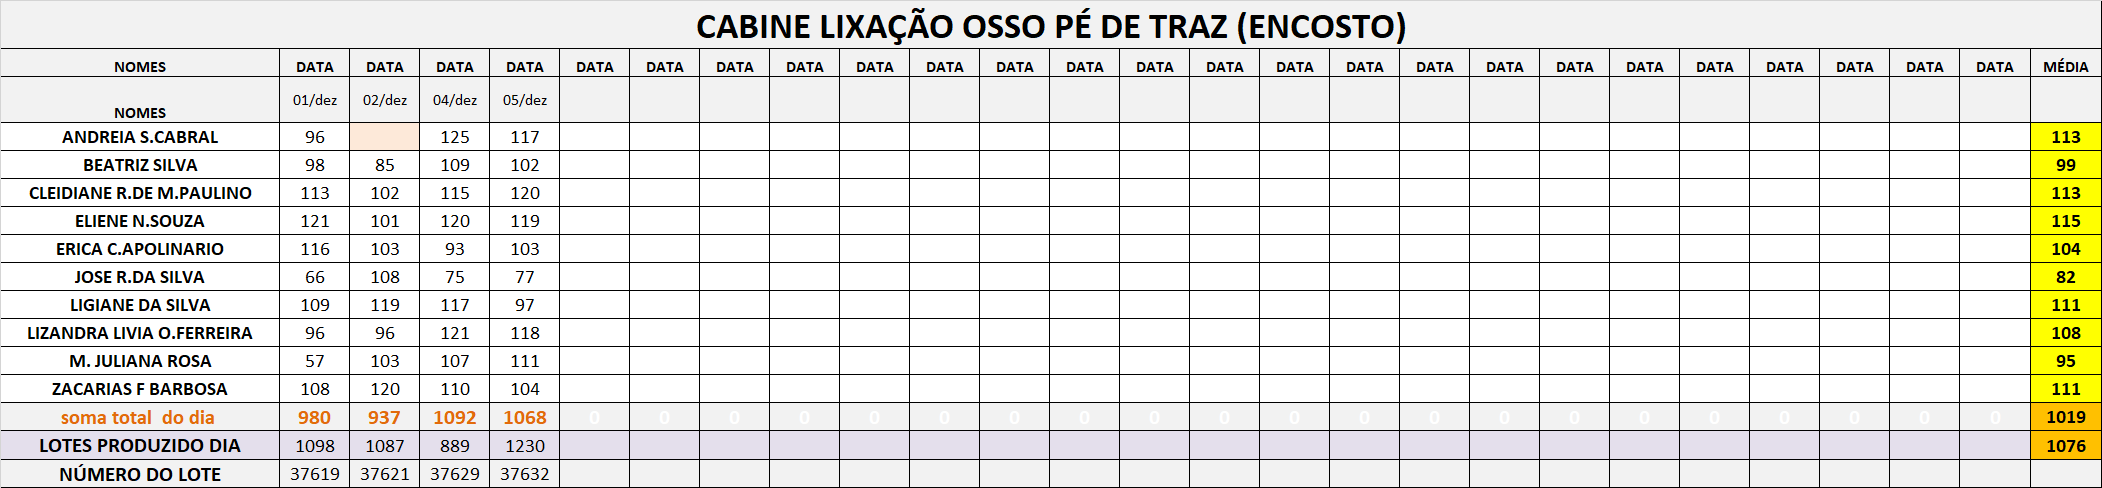 CABINE LIXAÇÃO OSSO PÉ DE TRAZ (ENCOSTO)
NOMES DATA DATA DATA DATA DATA DATA DATA DATA DATA DATA DATA DATA DATA DATA DATA DATA DATA DATA DATA DATA DATA DATA DATA DATA DATA MÉDIA
NOMES 01/dez 02/dez 04/dez 05/dez
ANDREIA S.CABRAL 96 125 117 113
BEATRIZ SILVA 98 85 109 102 99
CLEIDIANE R.DE M.PAULINO 113 102 115 120 113
ELIENE N.SOUZA 121 101 120 119 115
ERICA C.APOLINARIO 116 103 93 103 104
JOSE R.DA SILVA 66 108 75 77 82
LIGIANE DA SILVA 109 119 117 97 111
LIZANDRA LIVIA O.FERREIRA 96 96 121 118 108
M. JULIANA ROSA 57 103 107 111 95
ZACARIAS F BARBOSA 108 120 110 104 111
soma total do dia 980 937 1092 1068 0 0 0 0 0 0 0 0 0 0 0 0 0 0 0 0 0 0 0 0 0 1019
LOTES PRODUZIDO DIA 1098 1087 889 1230 1076
NÚMERO DO LOTE 37619 37621 37629 37632